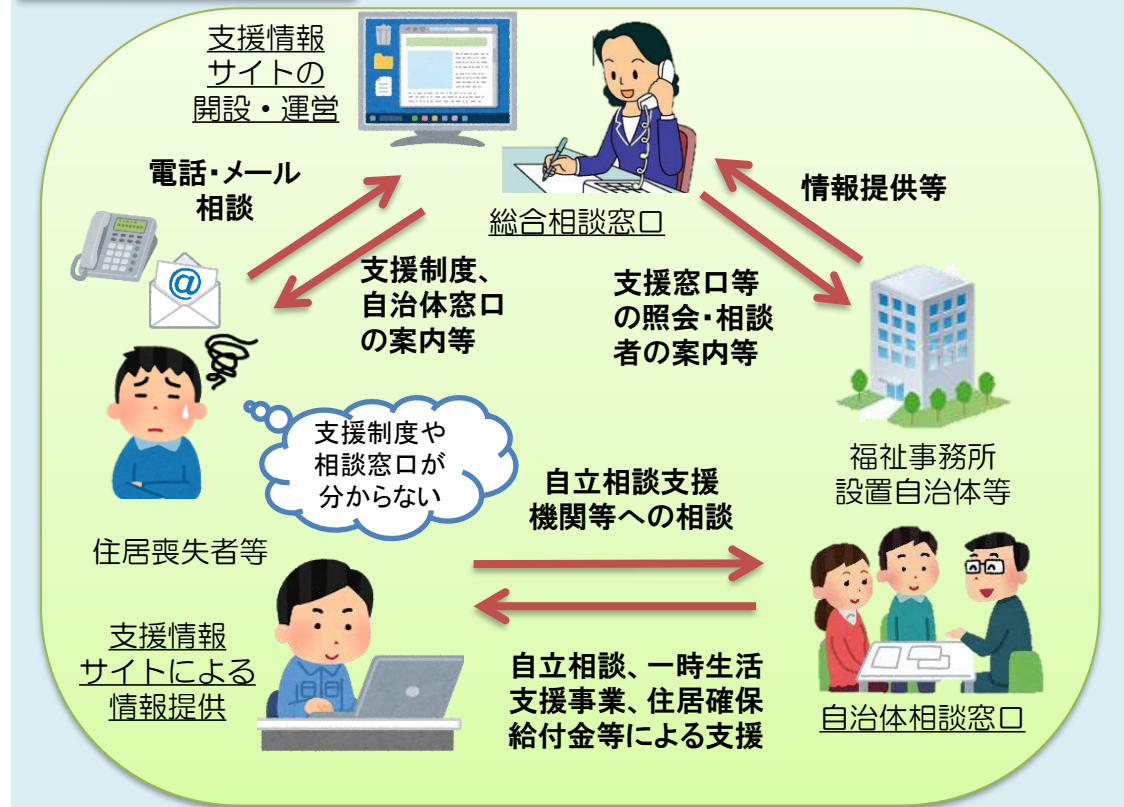 支援情報
サイトの
開設・運営
電話・メール
相談
総合相談窓口
情報提供等
支援制度、
自治体窓口
の案内等
支援窓口等
の照会・相談
者の案内等
@
支援制度や
相談窓口が
分からない
住居喪失者等
福祉事務所
設置自治体等
自立相談支援
機関等への相談
支援情報
サイトによる
情報提供
自立相談、一時生活
支援事業、住居確保
給付金等による支援
自治体相談窓口